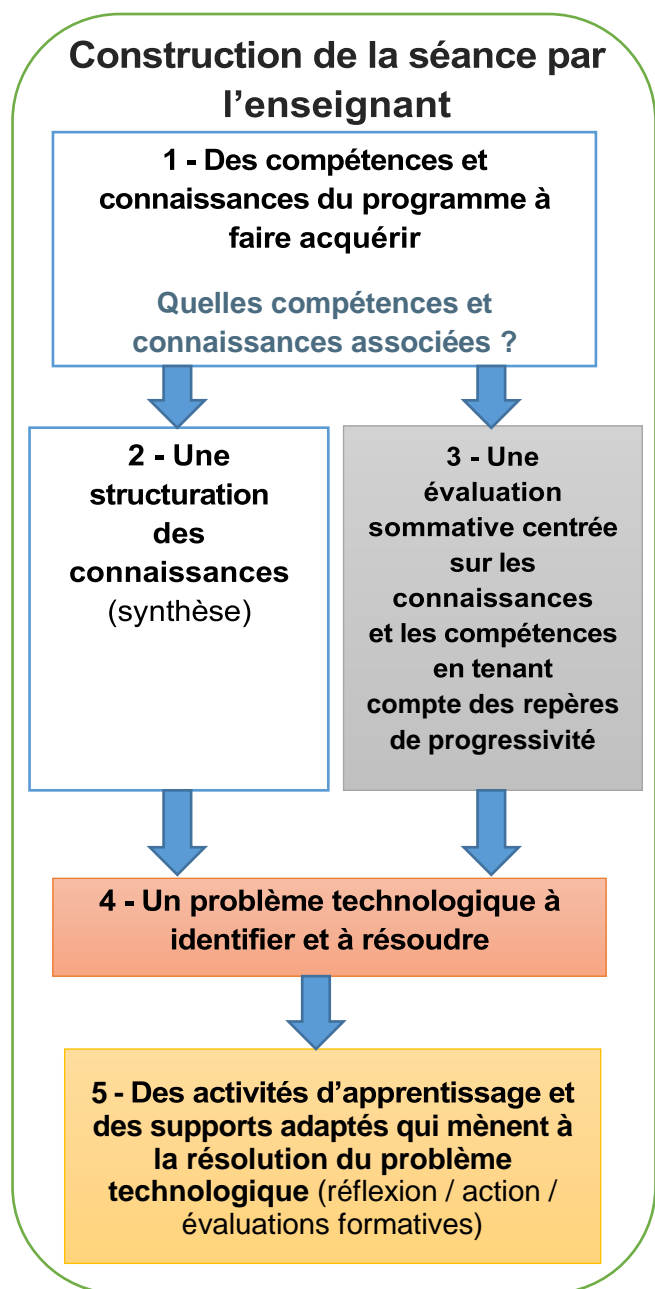 Construction de la séance par
l’enseignant
1 - Des compétences et
connaissances du programme à
faire acquérir
Quelles compétences et
connaissances associées ?
2 - Une
structuration
des
connaissances
(synthèse)
3 - Une
évaluation
sommative centrée
sur les
connaissances
et les compétences
en tenant
compte des repères
de progressivité
4 - Un problème technologique à
identifier et à résoudre
5 - Des activités d’apprentissage et
des supports adaptés qui mènent à
la résolution du problème
technologique (réflexion / action /
évaluations formatives)